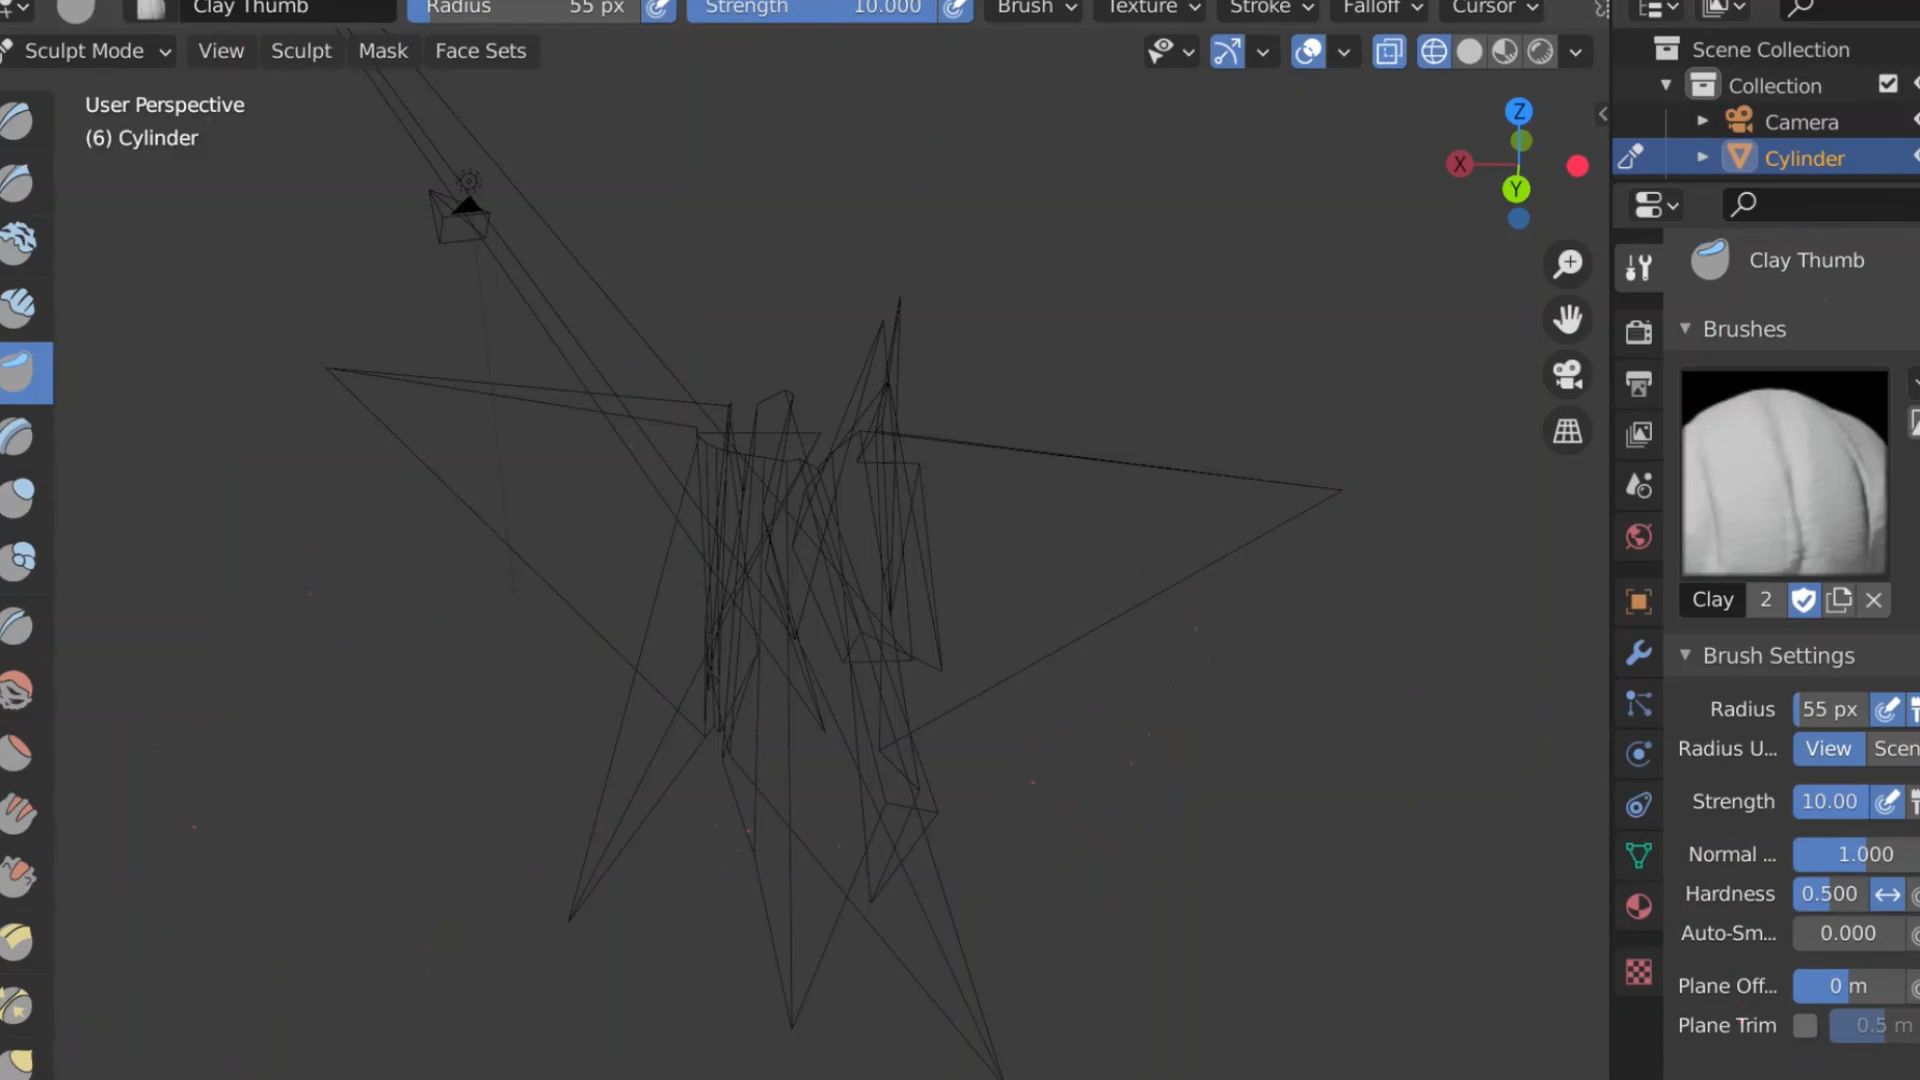 Clay Thumb Radius 55 px Strength 10.000 Brush Texture Stroke Falloff Cursor
Sculpt Mode View Sculpt Mask Face Sets
User Perspective
(6) Cylinder
Z
X
Y
Scene Collection
Collection
Camera
Cylinder
Clay Thumb
Brushes
Clay 2
Brush Settings
Radius 55 px
Radius U... View Scen
Strength 10.00
Normal ... 1.000
Hardness 0.500
Auto-Sm... 0.000
Plane Off... 0 m
Plane Trim 0.5 m